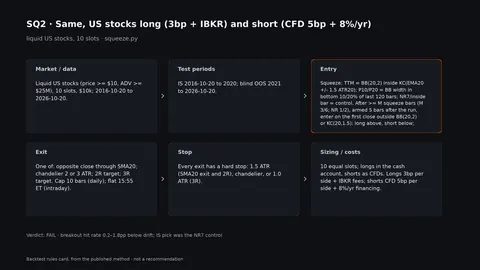 SQ2 · Same, US stocks long (3bp + IBKR) and short (CFD 5bp + 8%/yr)
liquid US stocks, 10 slots · squeeze.py
Market / data
Liquid US stocks (price >= $10, ADV >=
$25M), 10 slots, $10k; 2016-10-20 to
2026-10-20.
Test periods
IS 2016-10-20 to 2020; blind OOS 2021
to 2026-10-20.
Entry
Squeeze: TTM = BB(20,2) inside KC(EMA20
+/- 1.5 ATR20); P10/P20 = BB width in
bottom 10/20% of last 120 bars; NR7/inside
bar = control. After >= M squeeze bars (M
3/6; NR 1/2), armed 5 bars after the run,
enter on the first close outside BB(20,2)
or KC(20,1.5): long above, short below;
Exit
One of: opposite close through SMA20;
chandelier 2 or 3 ATR; 2R target; 3R
target. Cap 10 bars (daily); flat 15:55
ET (intraday).
Stop
Every exit has a hard stop: 1.5 ATR
(SMA20 exit and 2R), chandelier, or 1.0
ATR (3R).
Sizing / costs
10 equal slots; longs in the cash
account, shorts as CFDs. Longs 3bp per
side + IBKR fees; shorts CFD 5bp per
side + 8%/yr financing.
Verdict: FAIL · breakout hit rate 0.2–1.8pp below drift; IS pick was the NR7 control
Backtest rules card, from the published method · not a recommendation